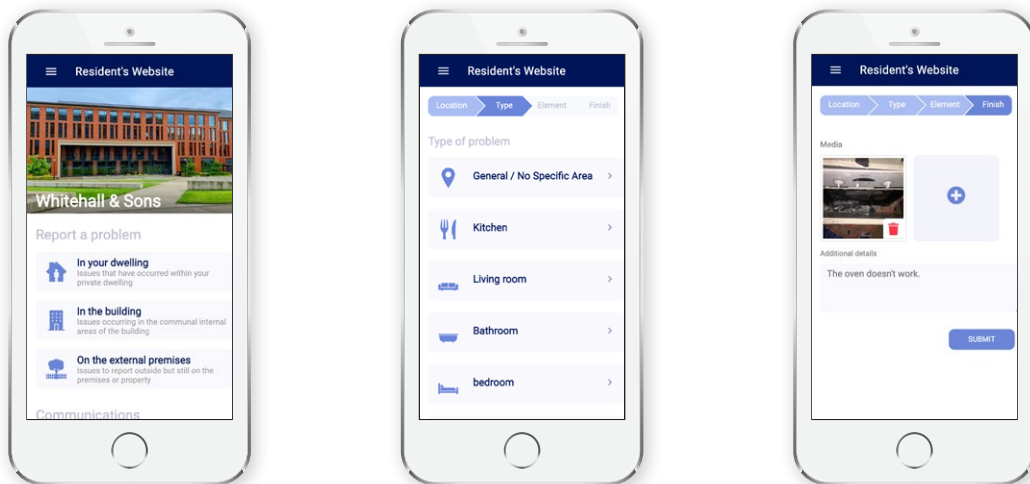 Resident's Website
Whitehall & Sons
Report a problem
In your dwelling
Issues that have occurred within your
private dwelling
In the building
Issues occurring in the communal internal
areas of the building
On the external premises
Issues to report outside but still on the
premises or property
Communications
Resident's Website
Location Type Element Finish
Type of problem
General / No Specific Area
Kitchen
Living room
Bathroom
bedroom
Resident's Website
Location Type Element Finish
Media
Additional details
The oven doesn't work.
SUBMIT